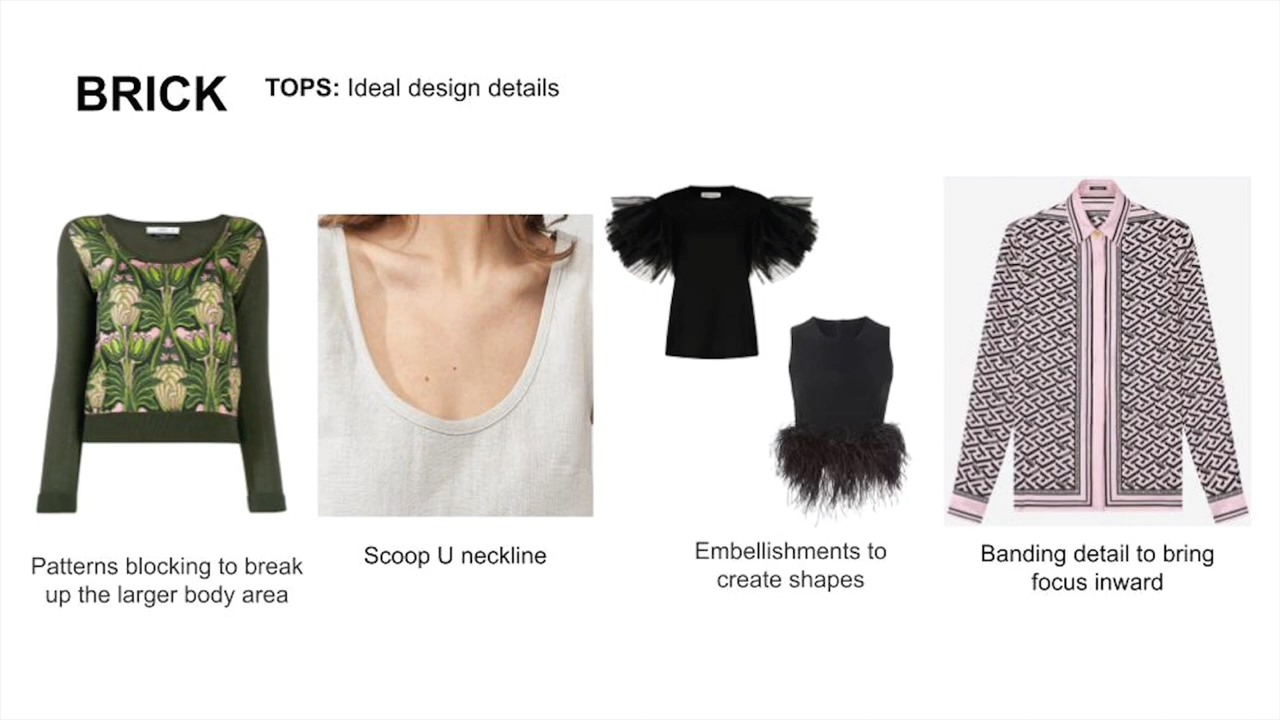 BRICK
TOPS: Ideal design details
Patterns blocking to break
up the larger body area
Scoop U neckline
Embellishments to
create shapes
Banding detail to bring
focus inward